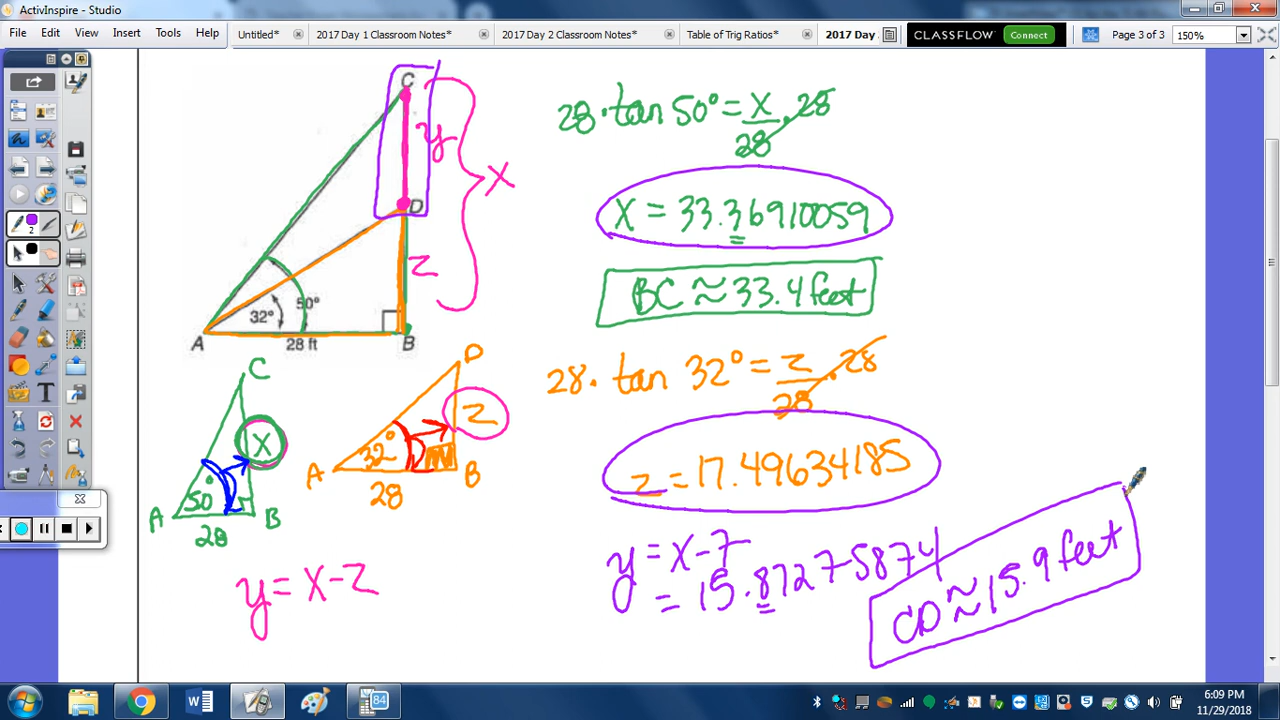 ActivInspire - Studio
File Edit View Insert Tools Help
Untitled* 2017 Day 1 Classroom Notes* 2017 Day 2 Classroom Notes* Table of Trig Ratios* 2017 Day
CLASSFLOW Connect
Page 3 of 3 150%
C
y
X
D
z
50°
32°
A
28 ft
B
28·tan 50° = X/28 · 28
X = 33.36910059
BC ≈ 33.4 feet
28· tan 32° = z/28 · 28
z = 17.49634185
y = X-7
= 15.87275874
CD ≈ 15.9 feet
C
X
50°
A
28
B
D
z
32°
A
28
B
y = X-Z
2
T
84
6:09 PM
11/29/2018